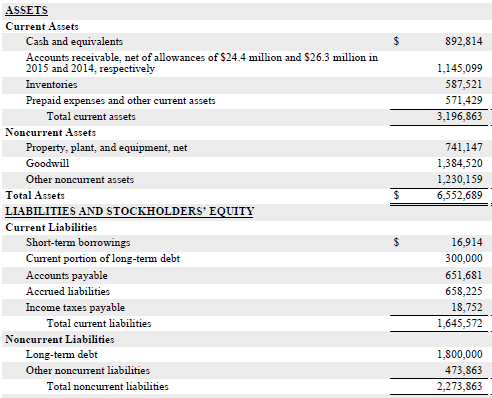 ASSETS
Current Assets
Cash and equivalents $ 892,814
Accounts receivable, net of allowances of $24.4 million and $26.3 million in
2015 and 2014, respectively 1,145,099
Inventories 587,521
Prepaid expenses and other current assets 571,429
Total current assets 3,196,863
Noncurrent Assets
Property, plant, and equipment, net 741,147
Goodwill 1,384,520
Other noncurrent assets 1,230,159
Total Assets $ 6,552,689
LIABILITIES AND STOCKHOLDERS' EQUITY
Current Liabilities
Short-term borrowings $ 16,914
Current portion of long-term debt 300,000
Accounts payable 651,681
Accrued liabilities 658,225
Income taxes payable 18,752
Total current liabilities 1,645,572
Noncurrent Liabilities
Long-term debt 1,800,000
Other noncurrent liabilities 473,863
Total noncurrent liabilities 2,273,863